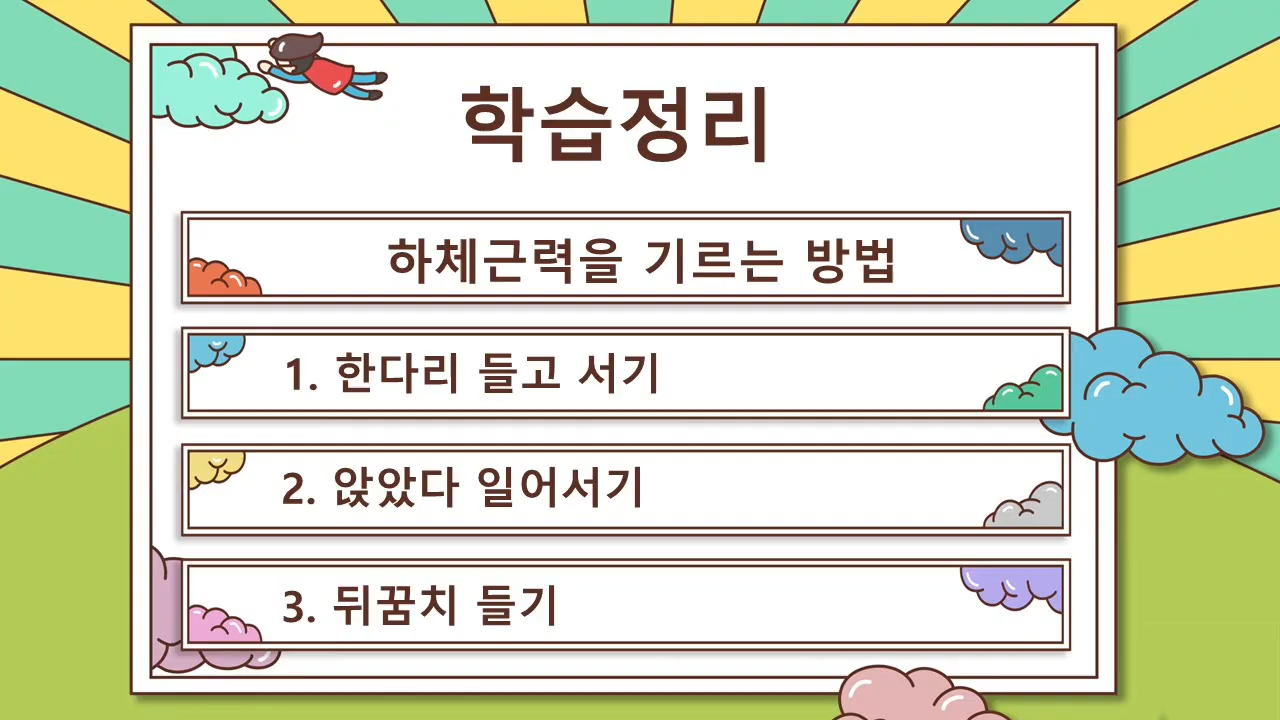 학습정리
하체근력을 기르는 방법
1. 한다리 들고 서기
2. 앉았다 일어서기
3. 뒤꿈치 들기